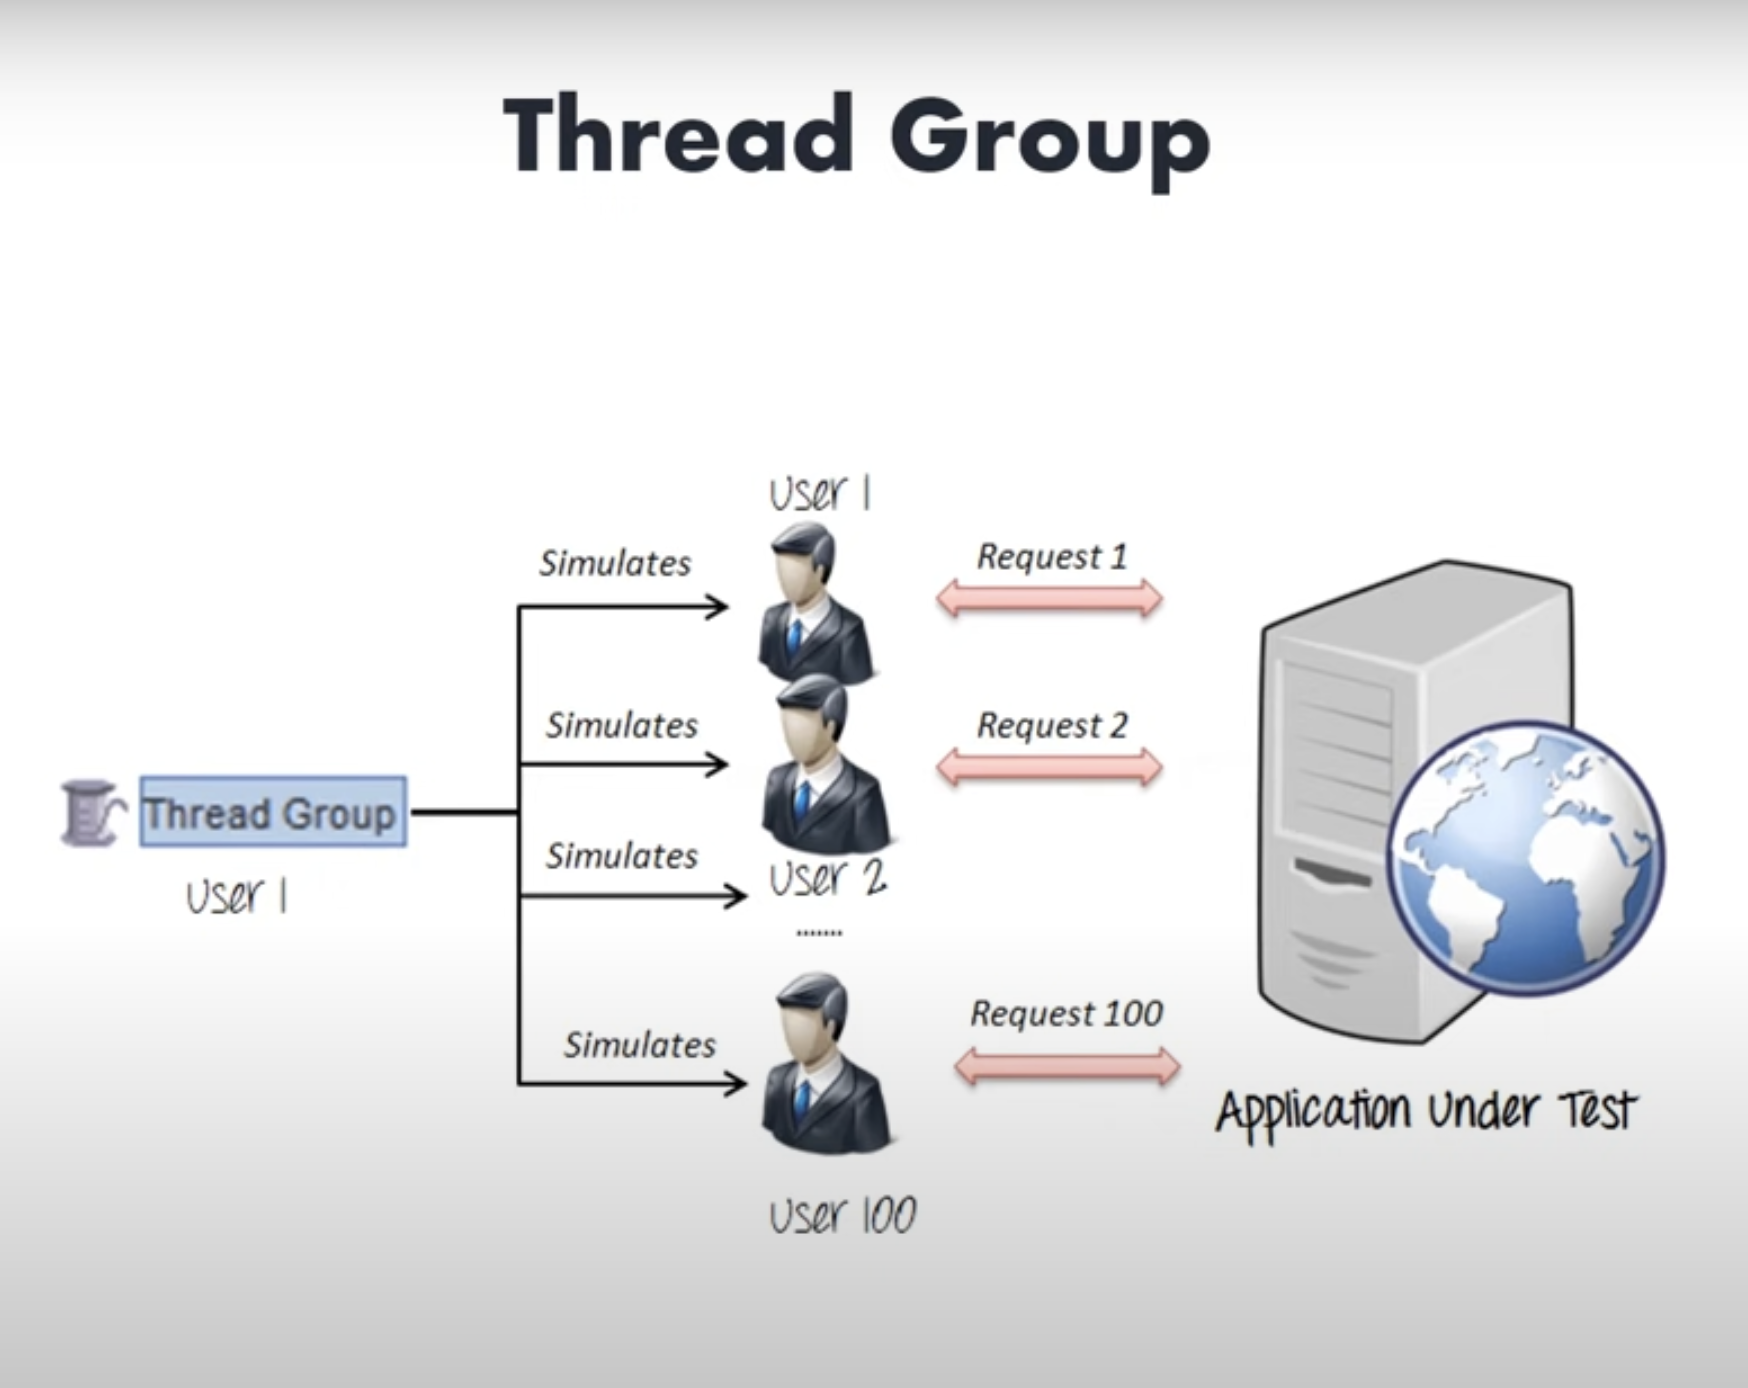 Thread Group
User 1
Simulates
Request 1
Simulates
Request 2
Thread Group
User 1
Simulates
User 2
.......
Simulates
Request 100
Application Under Test
User 100